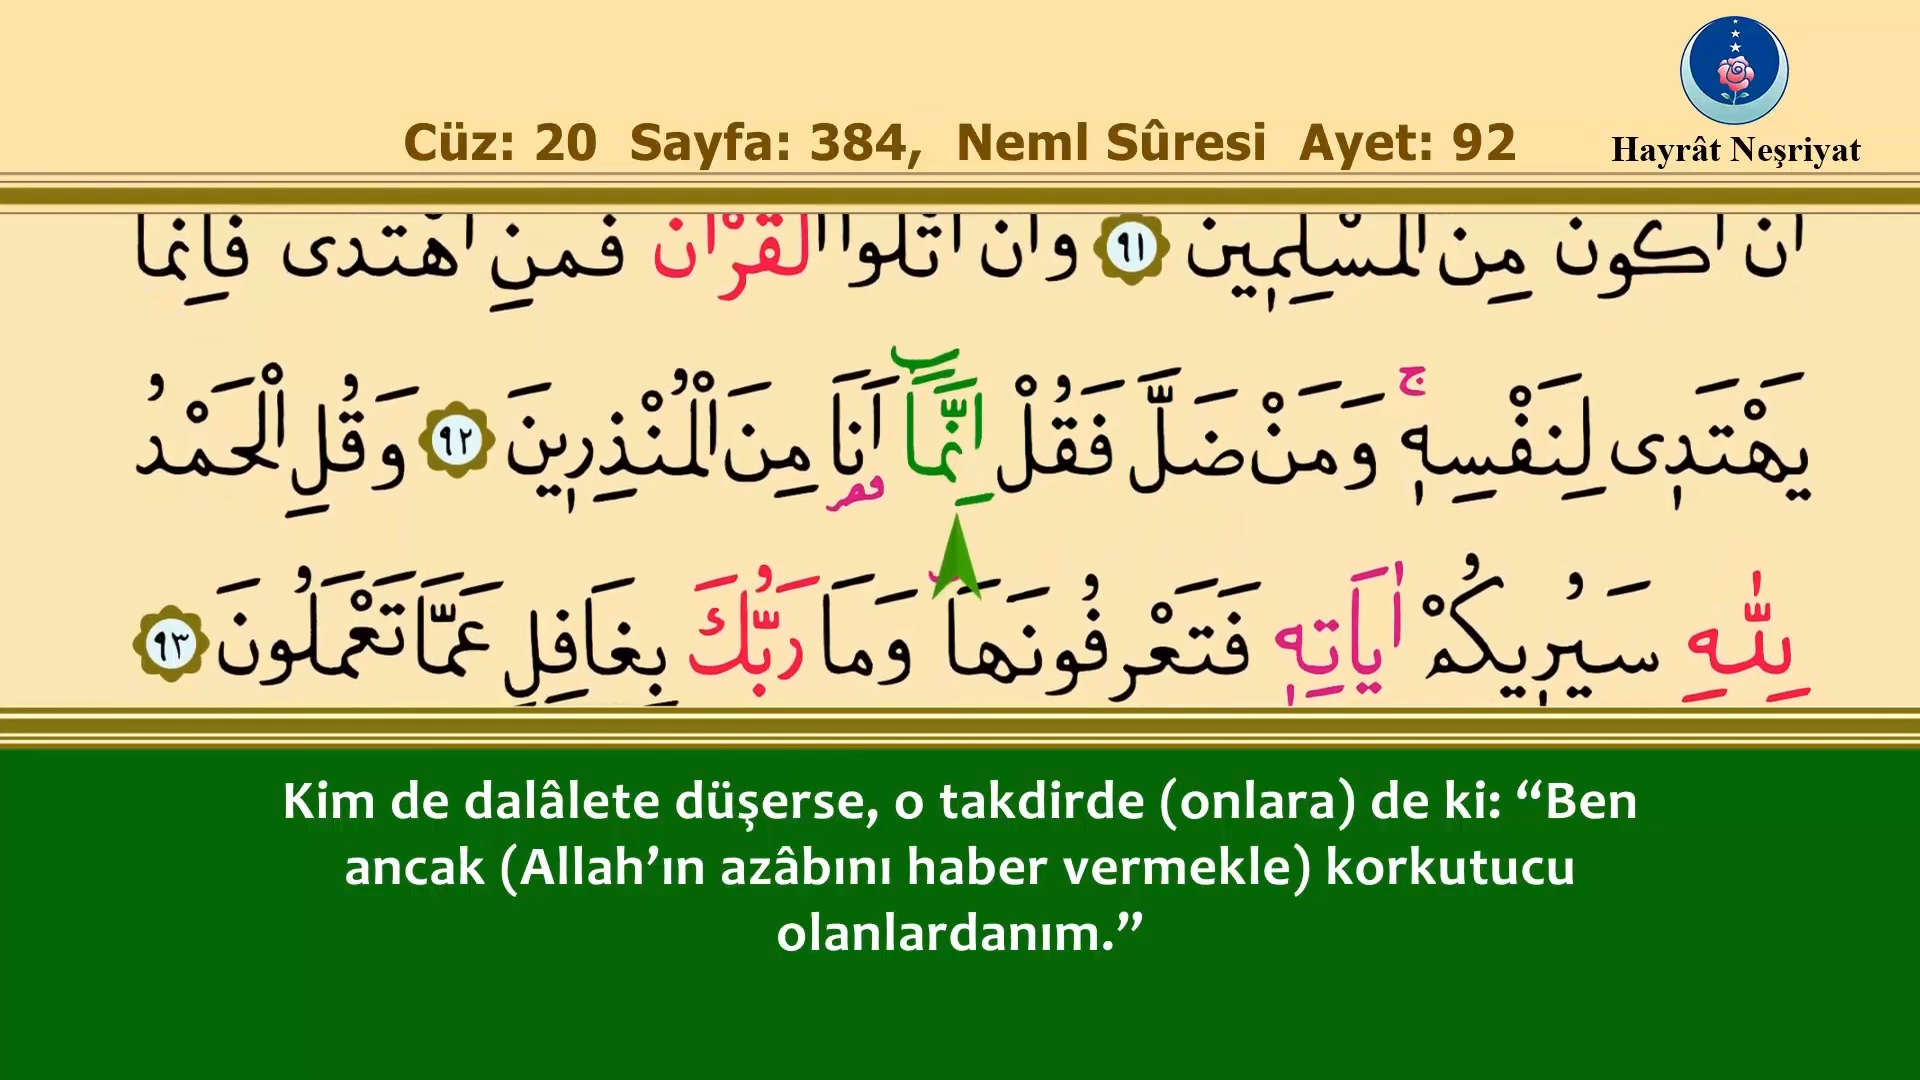 Cüz: 20 Sayfa: 384, Neml Sûresi Ayet: 92
Hayrât Neşriyat
اَنْ اَكُونَ مِنَ الْمُسْلِمٖينَ ٩١ وَاَنْ اَتْلُوَا الْقُرْاٰنَ فَمَنِ اهْتَدٰى فَاِنَّمَا
يَهْتَدٖى لِنَفْسِهٖ ج وَمَنْ ضَلَّ فَقُلْ اِنَّمَٓا اَنَا۬ مِنَ الْمُنْذِرٖينَ ٩٢ وَقُلِ الْحَمْدُ
لِلّٰهِ سَيُرٖيكُمْ اٰيَاتِهٖ فَتَعْرِفُونَهَا وَمَا رَبُّكَ بِغَافِلٍ عَمَّا تَعْمَلُونَ ٩٣
Kim de dalâlete düşerse, o takdirde (onlara) de ki: “Ben
ancak (Allah’ın azâbını haber vermekle) korkutucu
olanlardanım.”